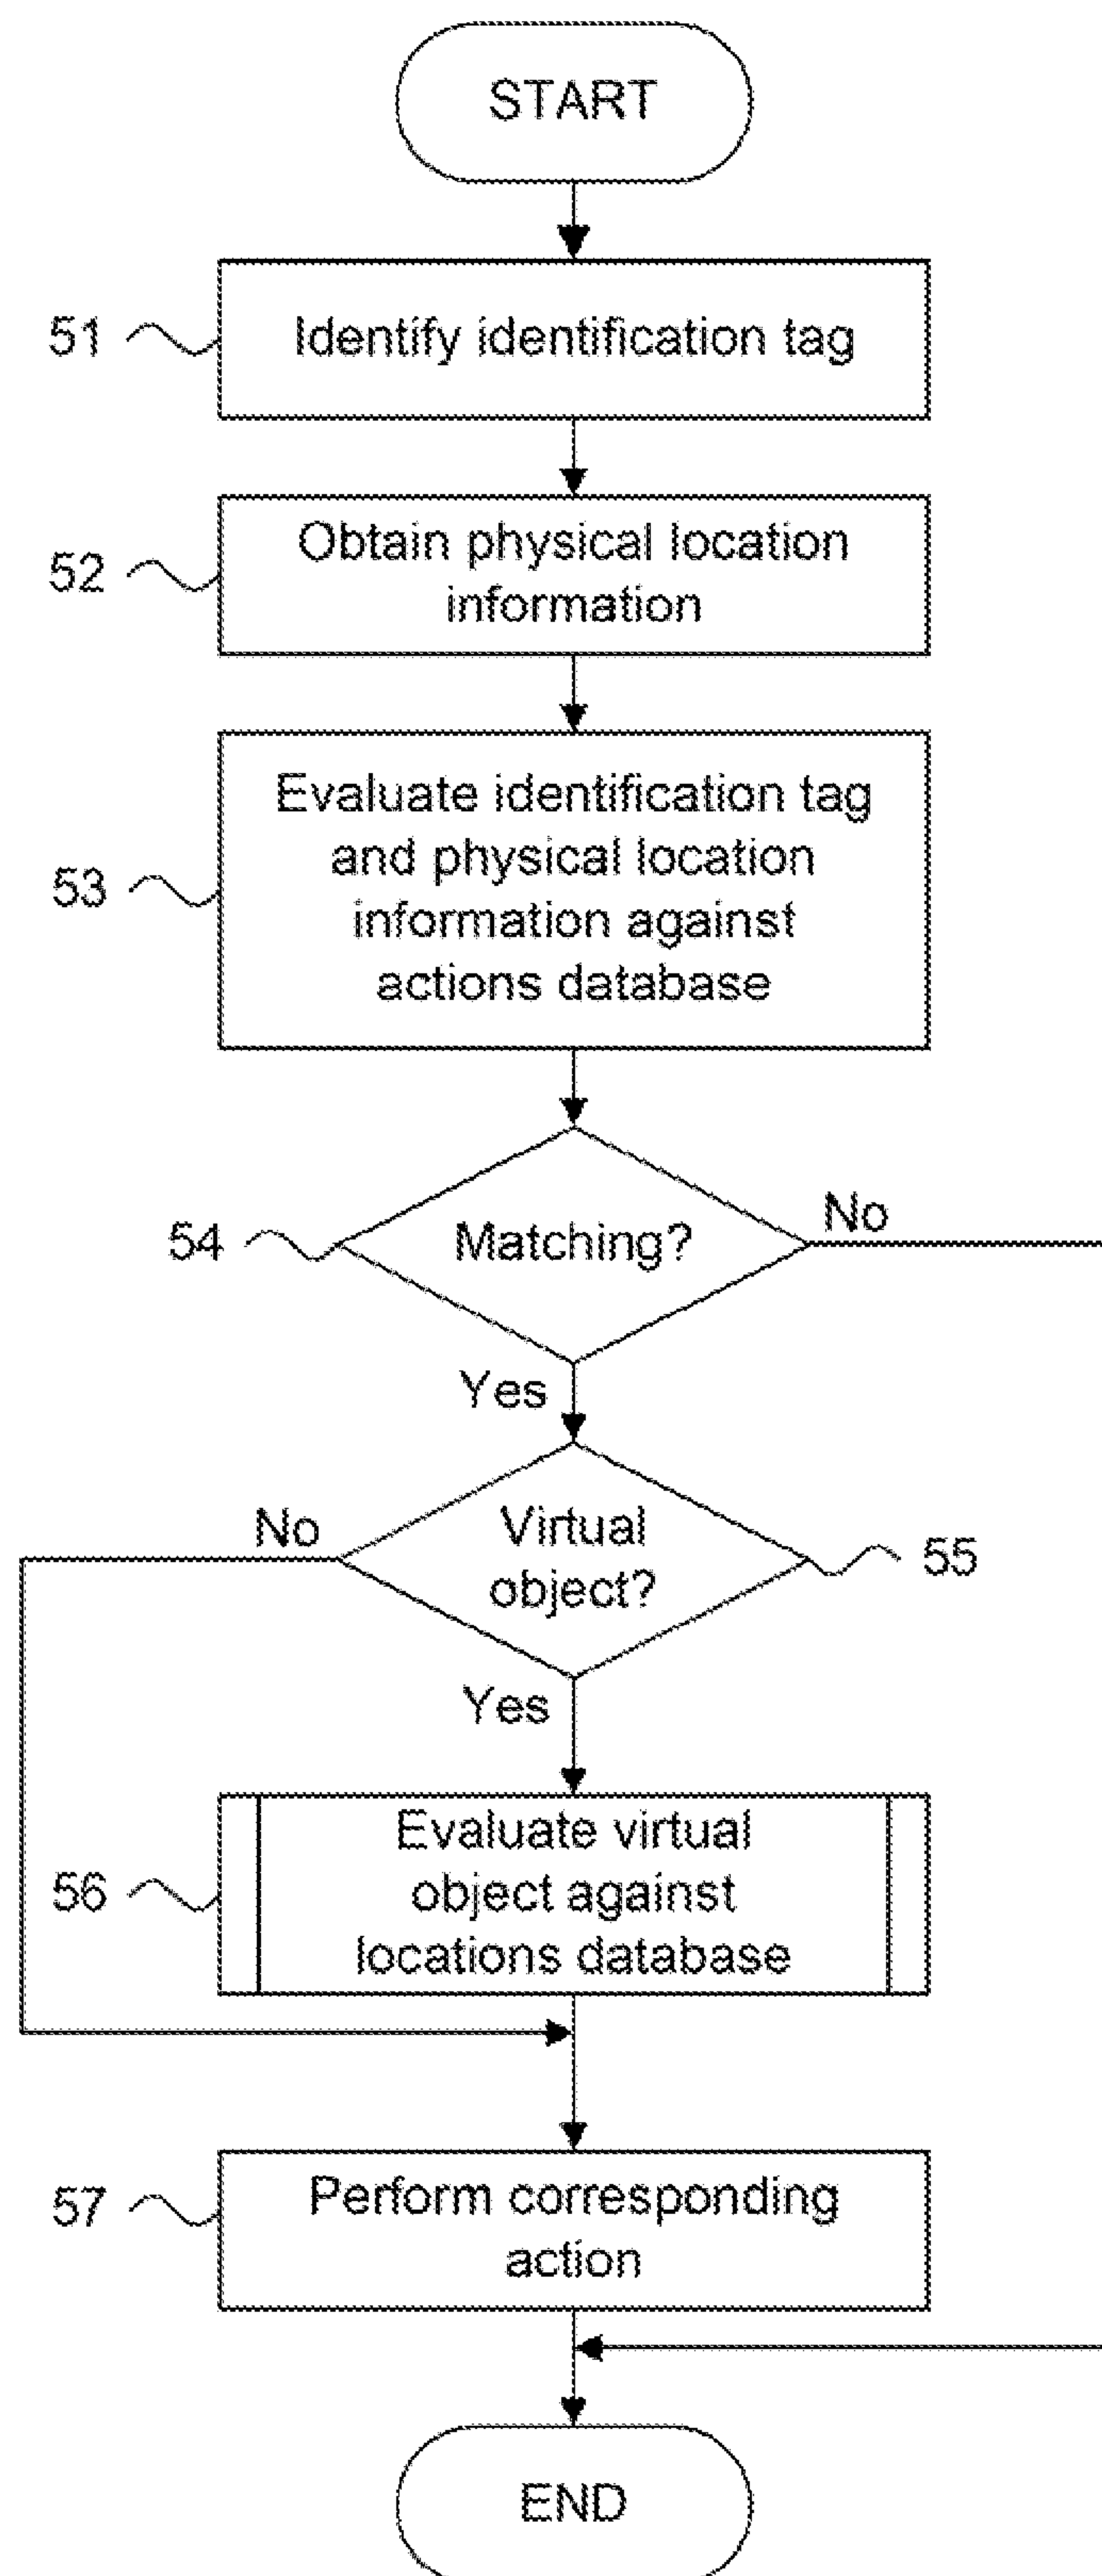 START
51
Identify identification tag
52
Obtain physical location
information
53
Evaluate identification tag
and physical location
information against
actions database
54
Matching?
No
Yes
No
Virtual
object?
55
Yes
56
Evaluate virtual
object against
locations database
57
Perform corresponding
action
END